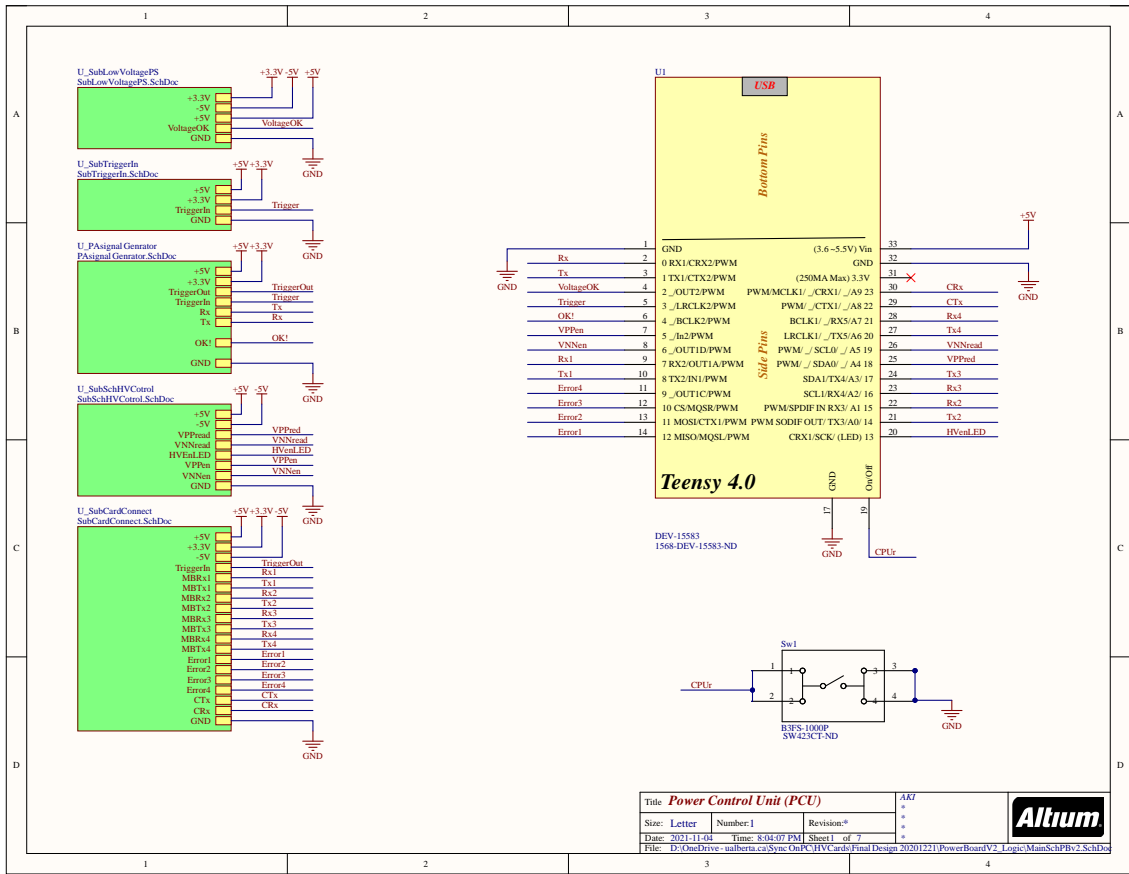 1 2 3 4
A A
B B
C C
D D
U_SubLowVoltagePS
SubLowVoltagePS.SchDoc
+3.3V -5V +5V
+3.3V
-5V
+5V
VoltageOK VoltageOK
GND
GND
U_SubTriggerIn
SubTriggerIn.SchDoc
+5V +3.3V
+5V
+3.3V
TriggerIn Trigger
GND
GND
U_PAsignal Genrator
PAsignal Genrator.SchDoc
+5V +3.3V
+5V
+3.3V
TriggerOut TriggerOut
TriggerIn Trigger
Rx Tx
Tx Rx
OK! OK!
GND
GND
U_SubSchHVCotrol
SubSchHVCotrol.SchDoc
+5V -5V
+5V
-5V
VPPread VPPred
VNNread VNNread
HVEnLED HVenLED
VPPen VPPen
VNNen VNNen
GND
GND
U_SubCardConnect
SubCardConnect.SchDoc
+5V +3.3V -5V
+5V
+3.3V
-5V
TriggerIn TriggerOut
MBRx1 Rx1
MBTx1 Tx1
MBRx2 Rx2
MBTx2 Tx2
MBRx3 Rx3
MBTx3 Tx3
MBRx4 Rx4
MBTx4 Tx4
Error1 Error1
Error2 Error2
Error3 Error3
Error4 Error4
CTx CTx
CRx CRx
GND
GND
U1
USB
Bottom Pins
Side Pins
+5V
1 GND (3.6 -5.5V) Vin 33
Rx 2 0 RX1/CRX2/PWM GND 32
GND
Tx 3 1 TX1/CTX2/PWM (250MA Max) 3.3V 31
GND
VoltageOK 4 2 _/OUT2/PWM PWM/MCLK1/ _/CRX1/ _/A9 23 30 CRx
Trigger 5 3 _/LRCLK2/PWM PWM/ _/CTX1/ _/A8 22 29 CTx
OK! 6 4 _/BCLK2/PWM BCLK1/ _/RX5/A7 21 28 Rx4
VPPen 7 5 _/In2/PWM LRCLK1/ _/TX5/A6 20 27 Tx4
VNNen 8 6 _/OUT1D/PWM PWM/ _/ SCL0/ _/ A5 19 26 VNNread
Rx1 9 7 RX2/OUT1A/PWM PWM/ _/ SDA0/ _/ A4 18 25 VPPred
Tx1 10 8 TX2/IN1/PWM SDA1/TX4/A3/ 17 24 Tx3
Error4 11 9 _/OUT1C/PWM SCL1/RX4/A2/ 16 23 Rx3
Error3 12 10 CS/MQSR/PWM PWM/SPDIF IN RX3/ A1 15 22 Rx2
Error2 13 11 MOSI/CTX1/PWM PWM SODIF OUT/ TX3/A0/ 14 21 Tx2
Error1 14 12 MISO/MQSL/PWM CRX1/SCK/ (LED) 13 20 HVenLED
Teensy 4.0
GND On/Off
17 19
GND
CPUr
DEV-15583
1568-DEV-15583-ND
Sw1
1 1 3 3
CPUr
2 2 4 4
GND
B3FS-1000P
SW423CT-ND
Title Power Control Unit (PCU) AKI
*
*
*
*
Size: Letter Number:1 Revision:*
Date: 2021-11-04 Time: 8:04:07 PM Sheet1 of 7
File: D:\OneDrive - ualberta.ca\Sync OnPC\HVCards\Final Design 20201221\PowerBoardV2_Logic\MainSchPBv2.SchDoc
Altıum
1 2 3 4